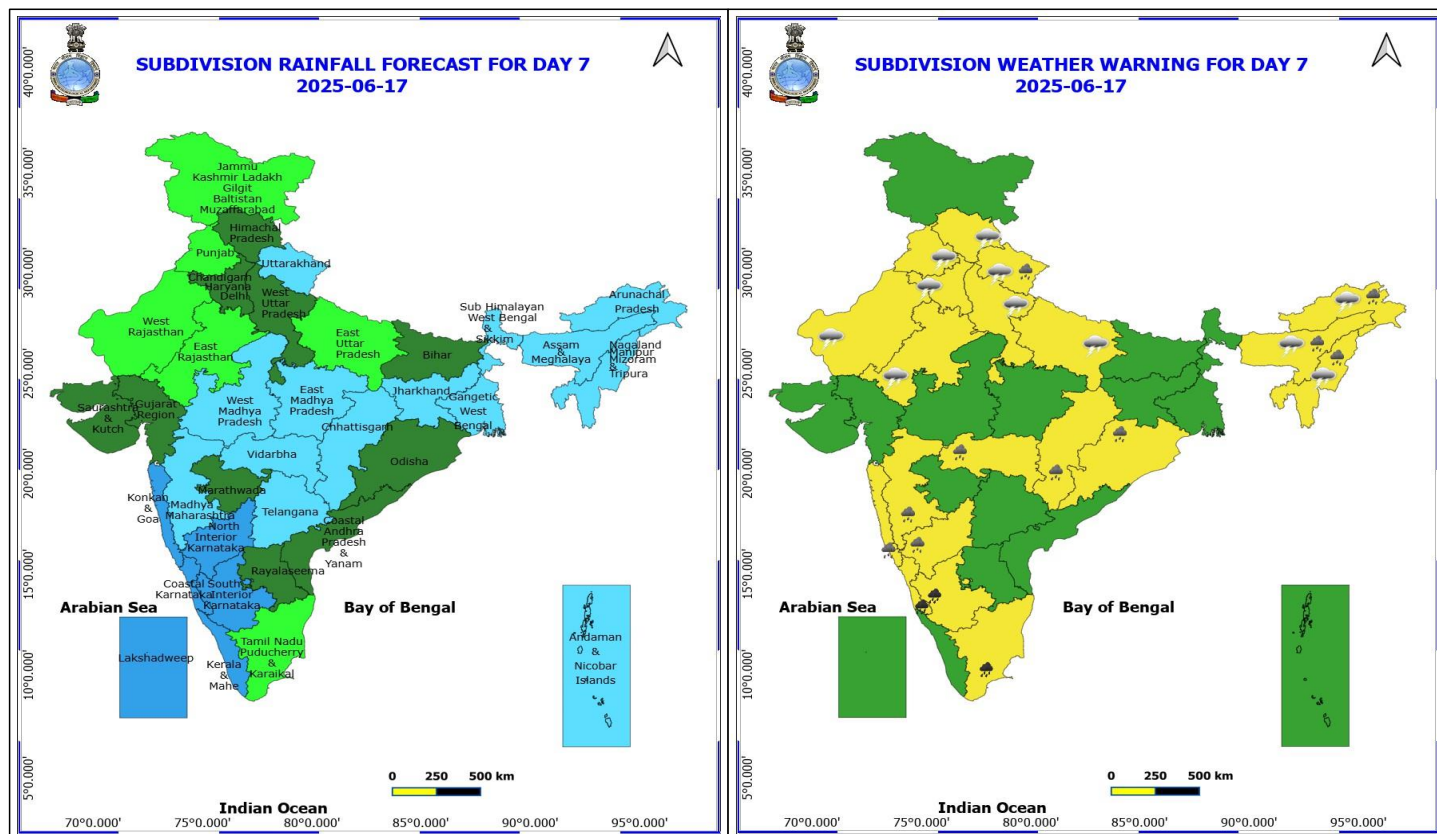 SUBDIVISION RAINFALL FORECAST FOR DAY 7
2025-06-17
40°0.000'
35°0.000'
30°0.000'
25°0.000'
20°0.000'
15°0.000'
10°0.000'
5°0.000'
Jammu
Kashmir Ladakh
Gilgit
Baltistan
Muzaffarabad
Himachal
Pradesh
Punjab
Uttarakhand
Chandigarh
Haryana
Delhi
West
Uttar
Pradesh
West
Rajasthan
East
Rajasthan
East
Uttar
Pradesh
Bihar
Sub Himalayan
West Bengal
&
Sikkim
Arunachal
Pradesh
Assam
&
Meghalaya
Nagaland
Manipur
Mizoram
&
Tripura
Saurashtra
&
Kutch
Gujarat
Region
West
Madhya
Pradesh
East
Madhya
Pradesh
Jharkhand
Gangetic
West
Bengal
Chhattisgarh
Vidarbha
Odisha
Konkan
&
Goa
Madhya
Maharashtra
Marathwada
Telangana
North
Interior
Karnataka
Coastal
Andhra
Pradesh
&
Yanam
Rayalaseema
Coastal
Karnataka
South
Interior
Karnataka
Arabian Sea
Bay of Bengal
Lakshadweep
Kerala
&
Mahe
Tamil Nadu
Puducherry
&
Karaikal
Andaman
&
Nicobar
Islands
0 250 500 km
Indian Ocean
70°0.000' 75°0.000' 80°0.000' 85°0.000' 90°0.000' 95°0.000'
SUBDIVISION WEATHER WARNING FOR DAY 7
2025-06-17
40°0.000'
35°0.000'
30°0.000'
25°0.000'
20°0.000'
15°0.000'
10°0.000'
5°0.000'
Arabian Sea
Bay of Bengal
0 250 500 km
Indian Ocean
70°0.000' 75°0.000' 80°0.000' 85°0.000' 90°0.000' 95°0.000'